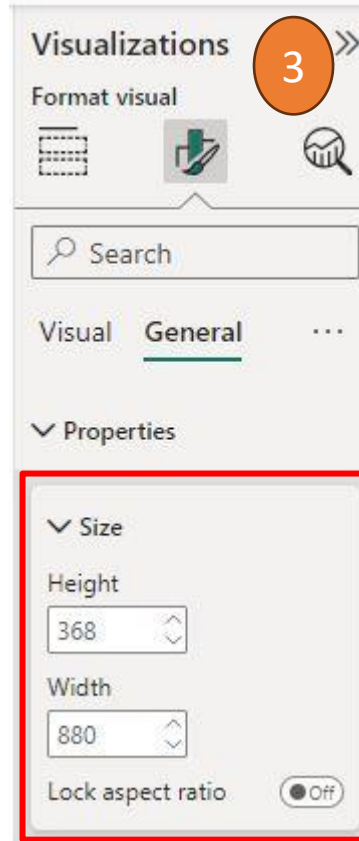 Visualizations
3
Format visual
Search
Visual General ...
Properties
Size
Height
368
Width
880
Lock aspect ratio Off